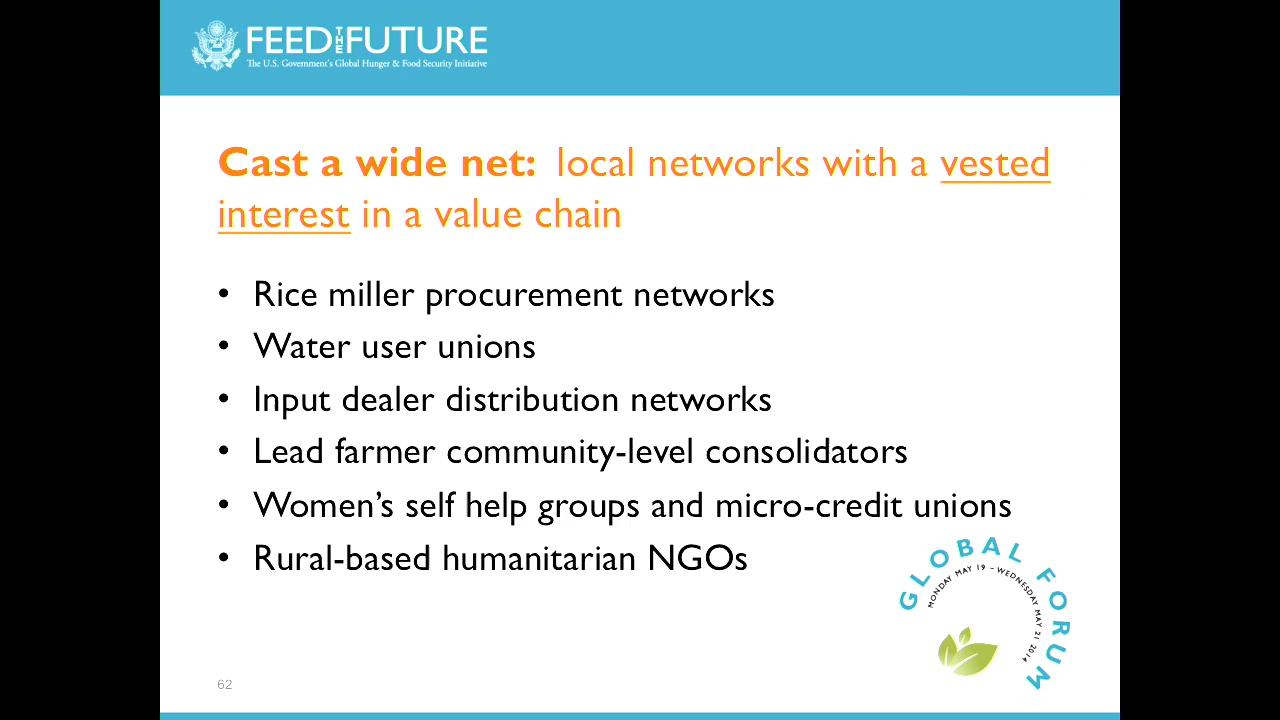 FEED THE FUTURE
The U.S. Government's Global Hunger & Food Security Initiative
Cast a wide net: local networks with a vested
interest in a value chain
• Rice miller procurement networks
• Water user unions
• Input dealer distribution networks
• Lead farmer community-level consolidators
• Women's self help groups and micro-credit unions
• Rural-based humanitarian NGOs
GLOBAL FORUM
MONDAY MAY 19 – WEDNESDAY MAY 21 2014
62